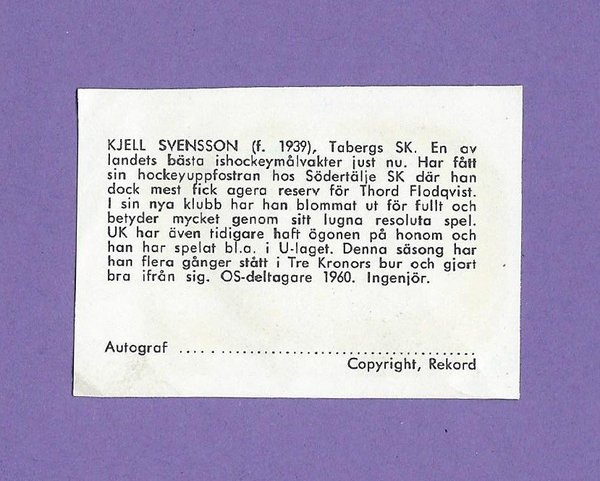 KJELL SVENSSON (f. 1939), Tabergs SK. En av
landets bästa ishockeymålvakter just nu. Har fått
sin hockeyuppfostran hos Södertälje SK där han
dock mest fick agera reserv för Thord Flodqvist.
I sin nya klubb har han blommat ut för fullt och
betyder mycket genom sitt lugna resoluta spel.
UK har även tidigare haft ögonen på honom och
han har spelat bl.a. i U-laget. Denna säsong har
han flera gånger stått i Tre Kronors bur och gjort
bra ifrån sig. OS-deltagare 1960. Ingenjör.
Autograf .............................................
Copyright, Rekord